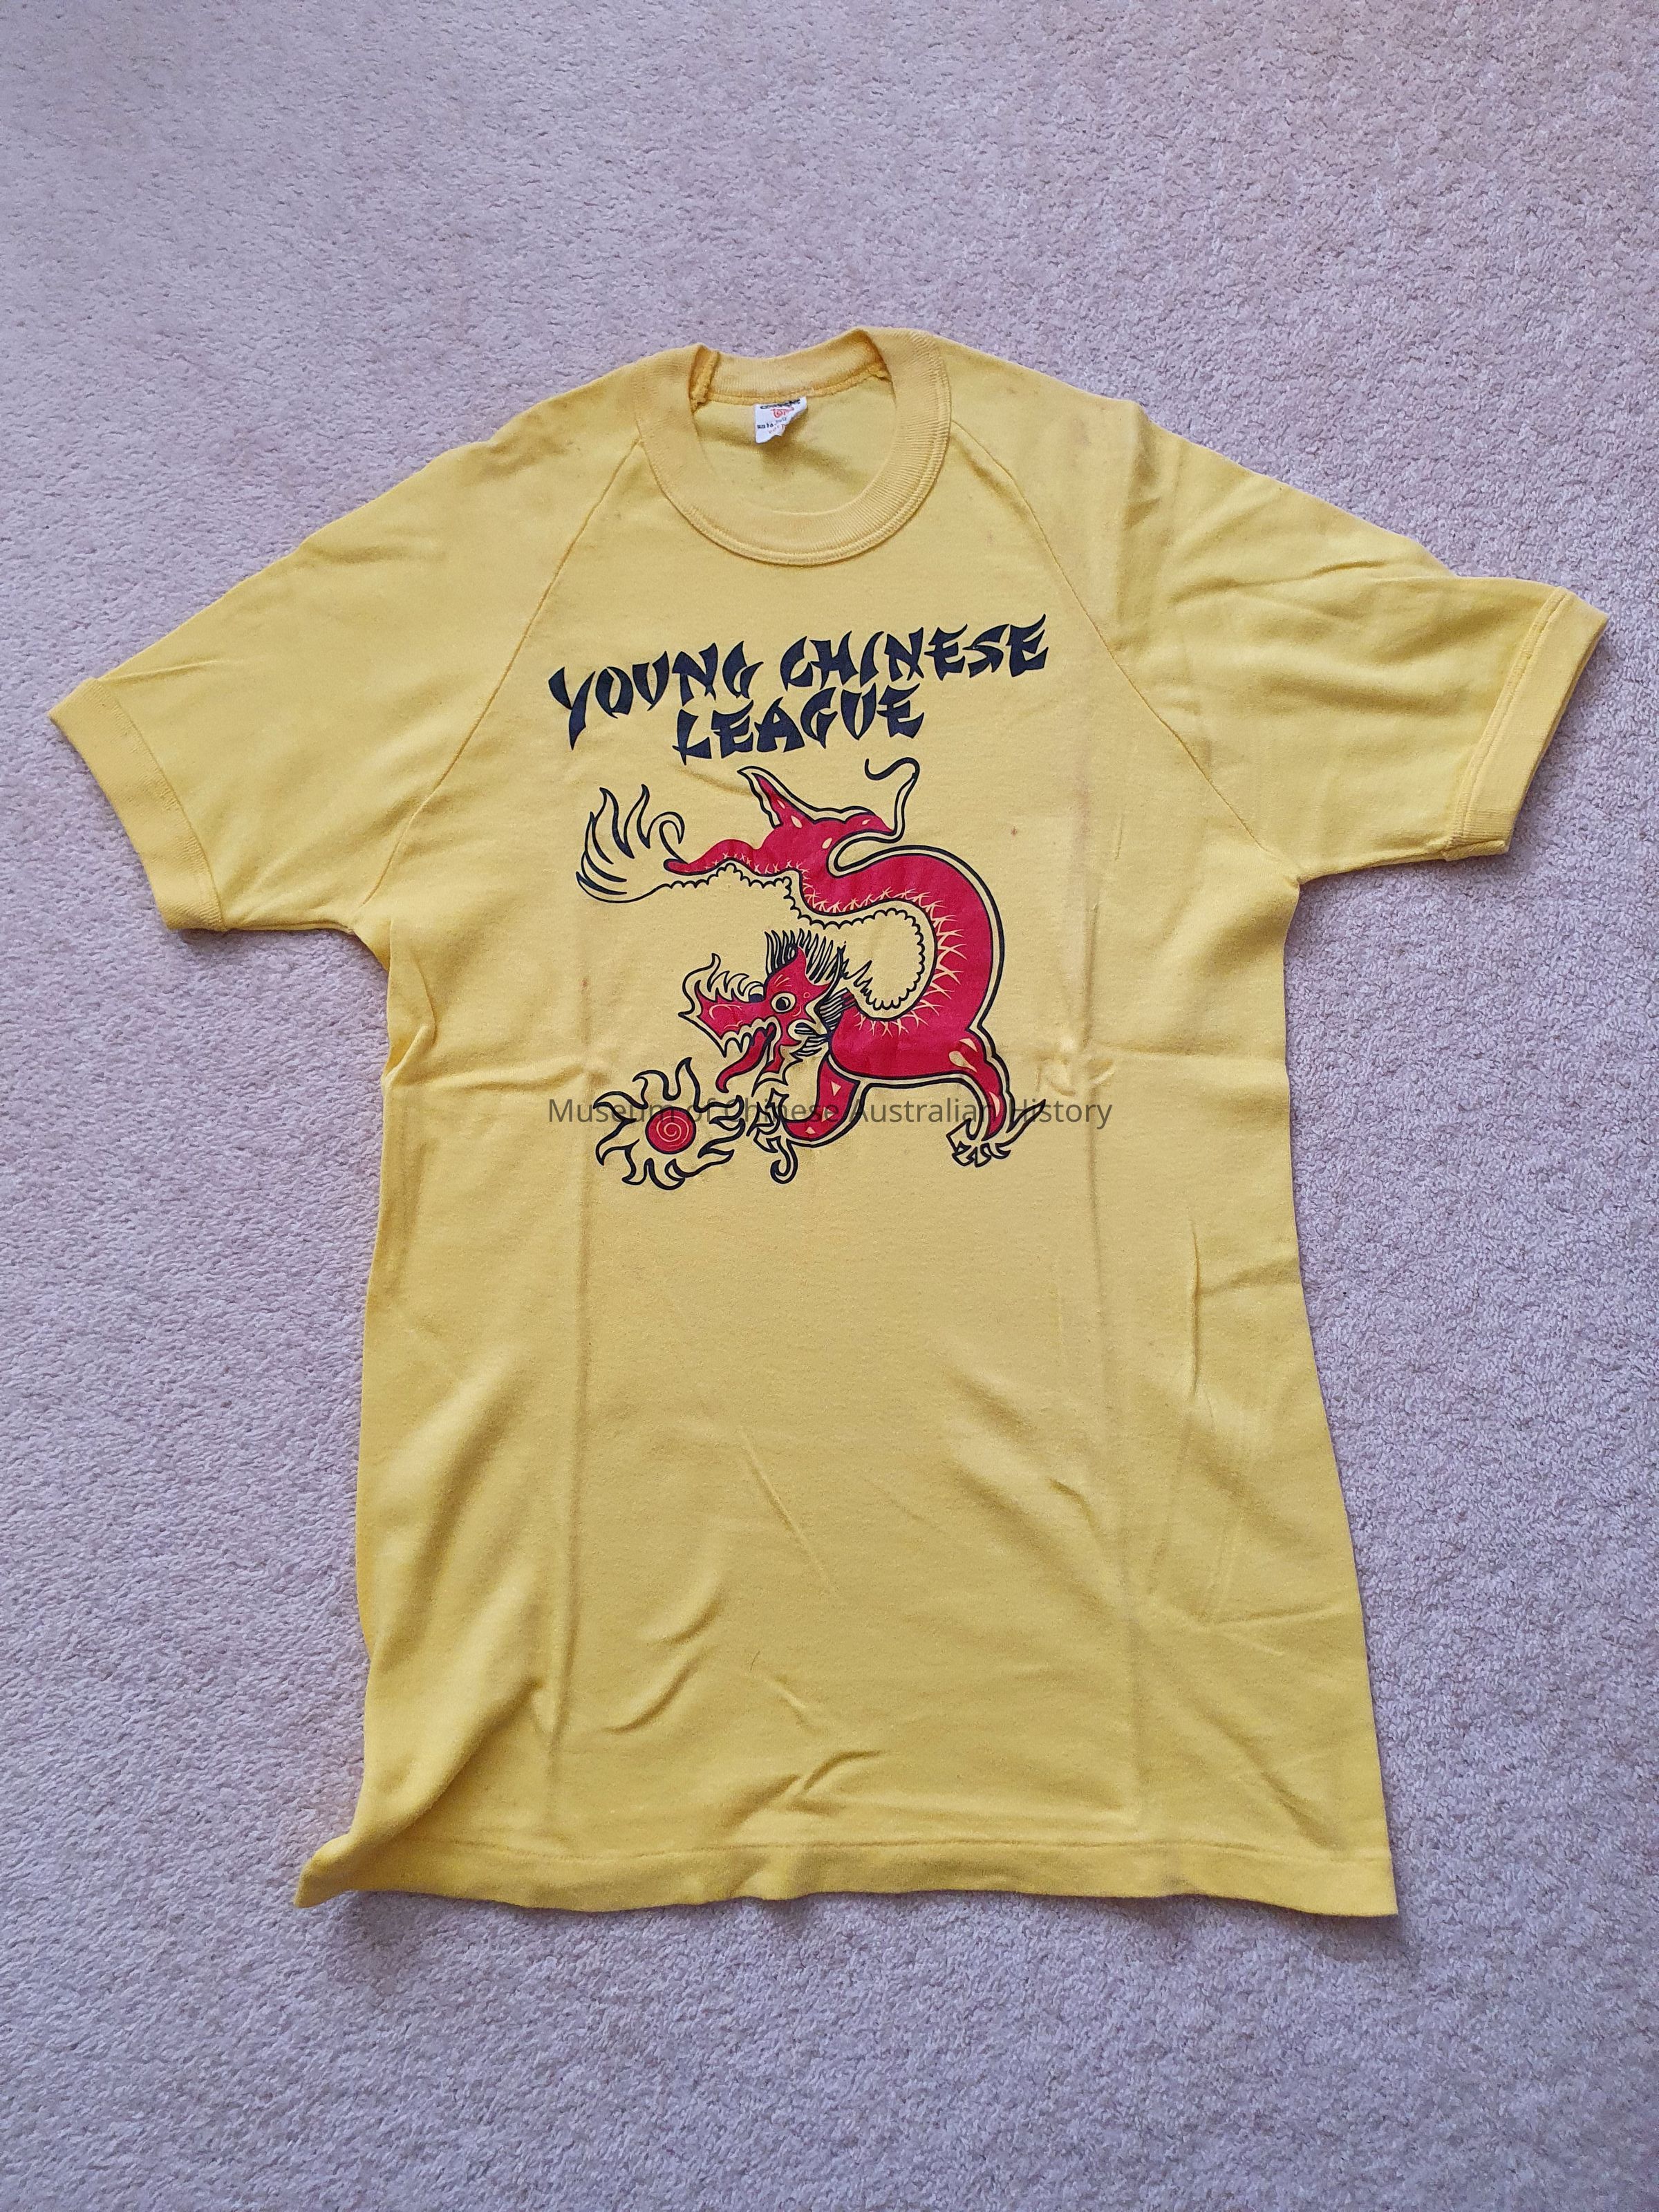 YOUNG CHINESE
LEAGUE
Museum of Chinese Australian History